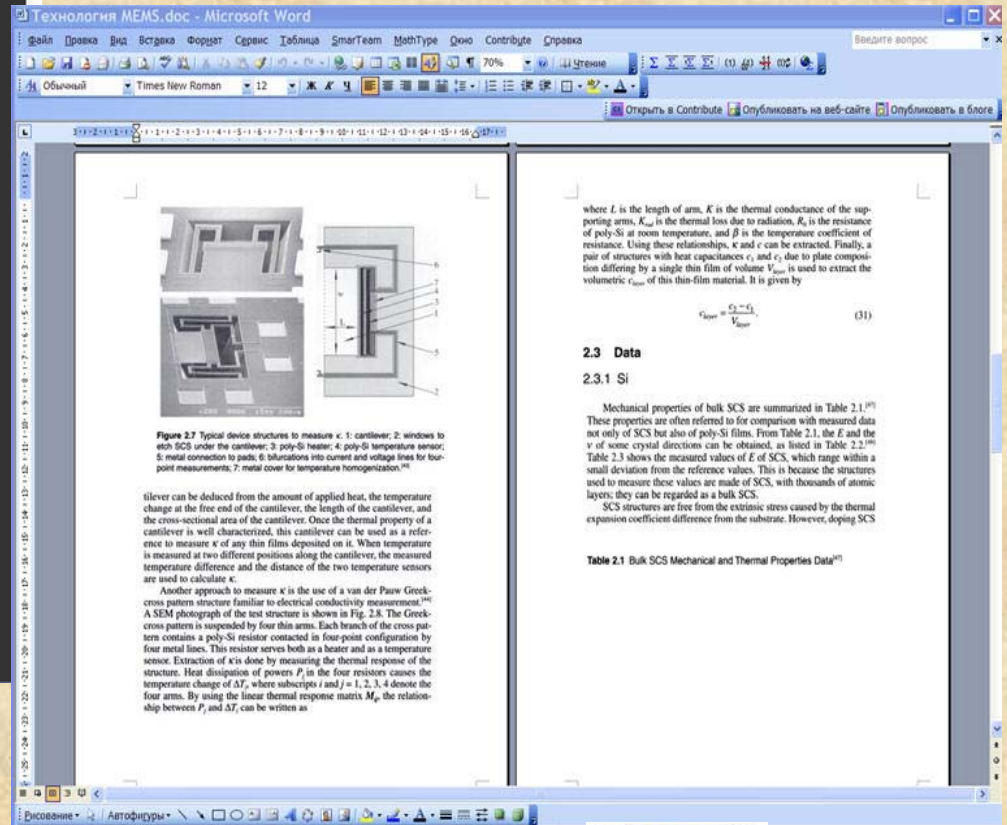 Технология MEMS.doc - Microsoft Word
Файл Правка Вид Вставка Формат Сервис Таблица SmarTeam MathType Окно Contribute Справка
Введите вопрос
70% Чтение
Обычный Times New Roman 12 Ж К Ч
Открыть в Contribute Опубликовать на веб-сайте Опубликовать в блоге
6
7
4
3
1
5
2
w
L
Figure 2.7 Typical device structures to measure κ. 1: cantilever; 2: windows to
etch SCS under the cantilever; 3: poly-Si heater; 4: poly-Si temperature sensor;
5: metal connection to pads; 6: bifurcations into current and voltage lines for four-
point measurements; 7: metal cover for temperature homogenization.[43]
tilever can be deduced from the amount of applied heat, the temperature
change at the free end of the cantilever, the length of the cantilever, and
the cross-sectional area of the cantilever. Once the thermal property of a
cantilever is well characterized, this cantilever can be used as a refer-
ence to measure κ of any thin films deposited on it. When temperature
is measured at two different positions along the cantilever, the measured
temperature difference and the distance of the two temperature sensors
are used to calculate κ.
Another approach to measure κ is the use of a van der Pauw Greek-
cross pattern structure familiar to electrical conductivity measurement.[44]
A SEM photograph of the test structure is shown in Fig. 2.8. The Greek-
cross pattern is suspended by four thin arms. Each branch of the cross pat-
tern contains a poly-Si resistor contacted in four-point configuration by
four metal lines. This resistor serves both as a heater and as a temperature
sensor. Extraction of κ is done by measuring the thermal response of the
structure. Heat dissipation of powers Pj in the four resistors causes the
temperature change of ΔTi, where subscripts i and j = 1, 2, 3, 4 denote the
four arms. By using the linear thermal response matrix Mij, the relation-
ship between Pj and ΔTi can be written as
where L is the length of arm, K is the thermal conductance of the sup-
porting arms, Krad is the thermal loss due to radiation, R0 is the resistance
of poly-Si at room temperature, and β is the temperature coefficient of
resistance. Using these relationships, κ and c can be extracted. Finally, a
pair of structures with heat capacitances c1 and c2 due to plate composi-
tion differing by a single thin film of volume Vlayer is used to extract the
volumetric clayer of this thin-film material. It is given by
clayer = (c2 − c1) / Vlayer. (31)
2.3 Data
2.3.1 Si
Mechanical properties of bulk SCS are summarized in Table 2.1.[47]
These properties are often referred to for comparison with measured data
not only of SCS but also of poly-Si films. From Table 2.1, the E and the
ν of some crystal directions can be obtained, as listed in Table 2.2.
Table 2.3 shows the measured values of E of SCS, which range within a
small deviation from the reference values. This is because the structures
used to measure these values are made of SCS, with thousands of atomic
layers; they can be regarded as a bulk SCS.
SCS structures are free from the extrinsic stress caused by the thermal
expansion coefficient difference from the substrate. However, doping SCS
Table 2.1 Bulk SCS Mechanical and Thermal Properties Data[47]
Рисование Автофигуры